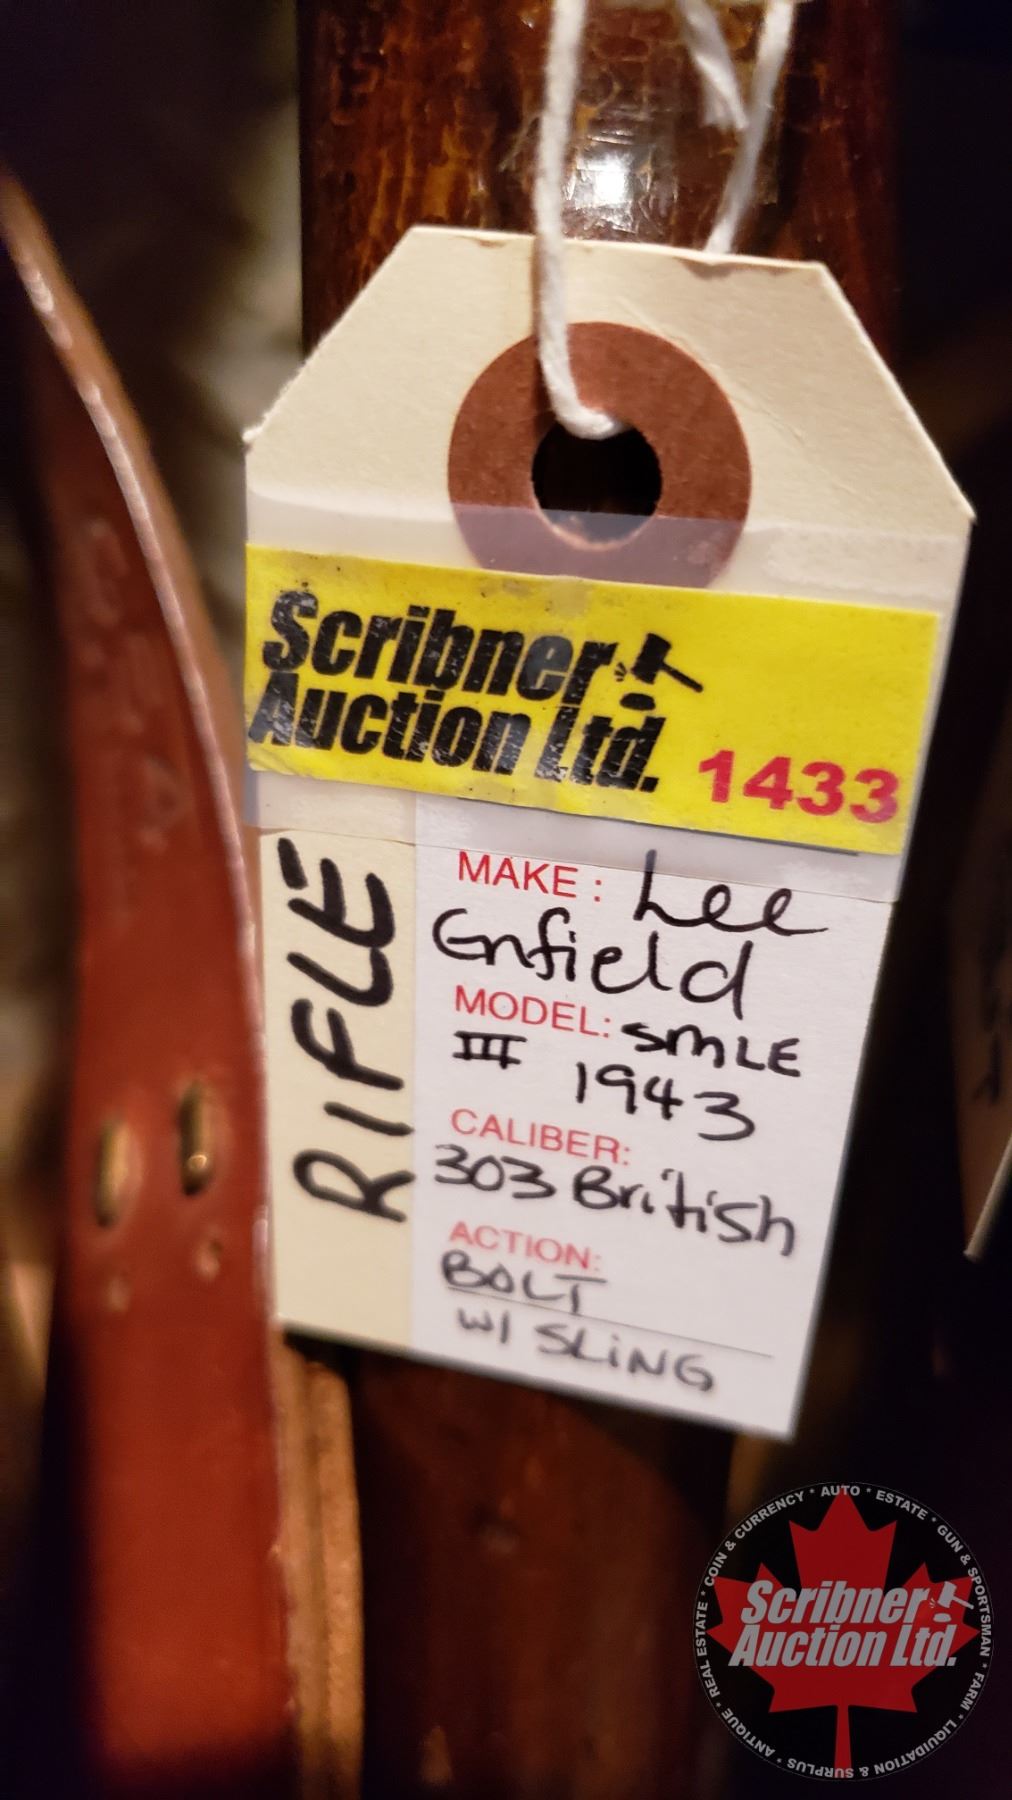 Scribner
Auction Ltd.
1433
RIFLE
MAKE: Lee
Enfield
MODEL: SMLE
III 1943
CALIBER:
303 British
ACTION:
BOLT
W/ SLING
COIN & CURRENCY * AUTO * ESTATE * GUN & SPORTSMAN * FARM * LIQUIDATION & SURPLUS * ANTIQUE * REAL ESTATE *
Scribner
Auction Ltd.